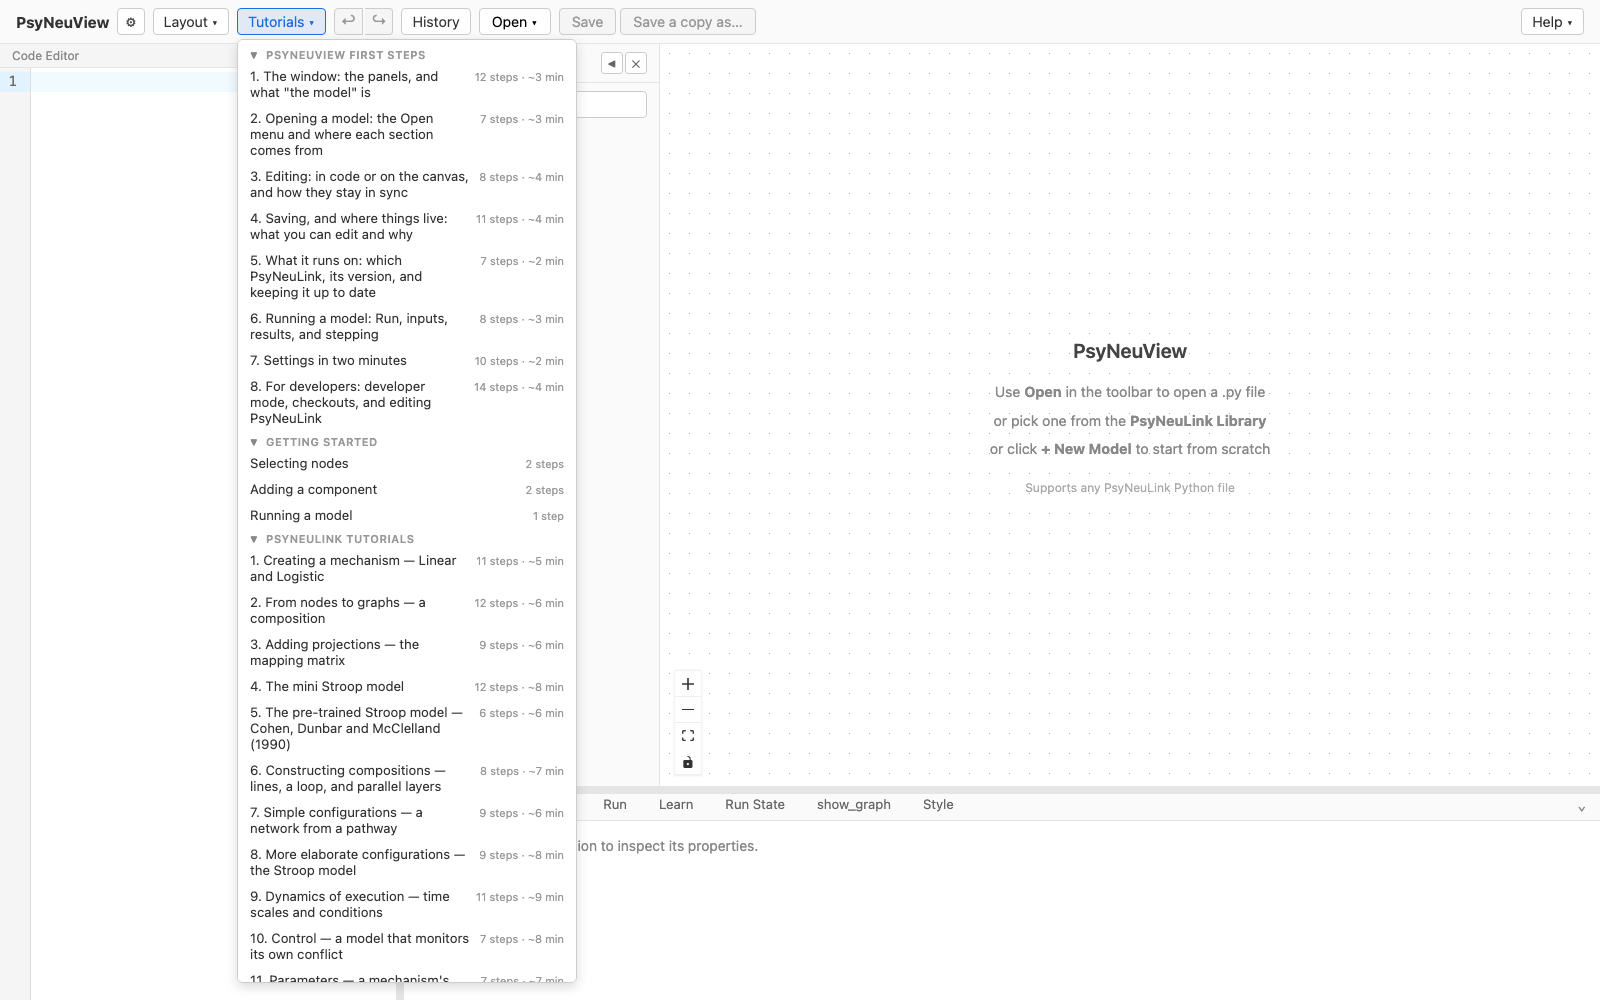 PsyNeuView
Layout ▾
Tutorials ▾
History
Open ▾
Save
Save a copy as...
Help ▾
Code Editor
1
▼ PSYNEUVIEW FIRST STEPS
1. The window: the panels, and 12 steps · ~3 min
what "the model" is
2. Opening a model: the Open 7 steps · ~3 min
menu and where each section
comes from
3. Editing: in code or on the canvas, 8 steps · ~4 min
and how they stay in sync
4. Saving, and where things live: 11 steps · ~4 min
what you can edit and why
5. What it runs on: which 7 steps · ~2 min
PsyNeuLink, its version, and
keeping it up to date
6. Running a model: Run, inputs, 8 steps · ~3 min
results, and stepping
7. Settings in two minutes 10 steps · ~2 min
8. For developers: developer 14 steps · ~4 min
mode, checkouts, and editing
PsyNeuLink
▼ GETTING STARTED
Selecting nodes 2 steps
Adding a component 2 steps
Running a model 1 step
▼ PSYNEULINK TUTORIALS
1. Creating a mechanism — Linear 11 steps · ~5 min
and Logistic
2. From nodes to graphs — a 12 steps · ~6 min
composition
3. Adding projections — the 9 steps · ~6 min
mapping matrix
4. The mini Stroop model 12 steps · ~8 min
5. The pre-trained Stroop model — 6 steps · ~6 min
Cohen, Dunbar and McClelland
(1990)
6. Constructing compositions — 8 steps · ~7 min
lines, a loop, and parallel layers
7. Simple configurations — a 9 steps · ~6 min
network from a pathway
8. More elaborate configurations — 9 steps · ~8 min
the Stroop model
9. Dynamics of execution — time 11 steps · ~9 min
scales and conditions
10. Control — a model that monitors 7 steps · ~8 min
its own conflict
11. Parameters — a mechanism's 7 steps · ~7 min
PsyNeuView
Use Open in the toolbar to open a .py file
or pick one from the PsyNeuLink Library
or click + New Model to start from scratch
Supports any PsyNeuLink Python file
Run
Learn
Run State
show_graph
Style
ion to inspect its properties.